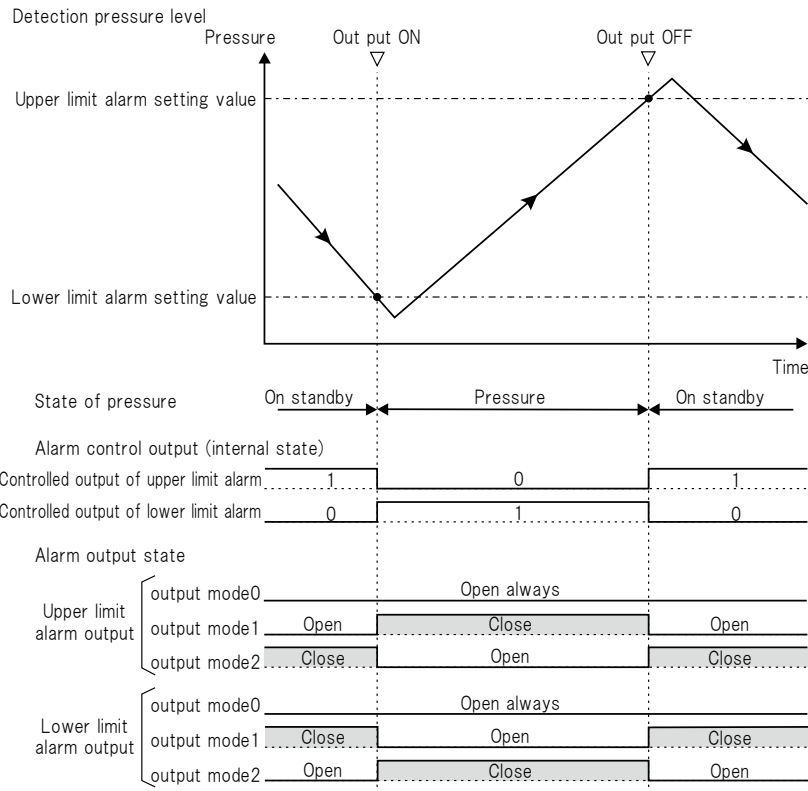 Detection pressure level
Pressure
Out put ON
Out put OFF
Upper limit alarm setting value
Lower limit alarm setting value
Time
State of pressure
On standby
Pressure
On standby
Alarm control output (internal state)
Controlled output of upper limit alarm
1
0
1
Controlled output of lower limit alarm
0
1
0
Alarm output state
Upper limit
alarm output
output mode0
Open always
output mode1
Open
Close
Open
output mode2
Close
Open
Close
Lower limit
alarm output
output mode0
Open always
output mode1
Close
Open
Close
output mode2
Open
Close
Open